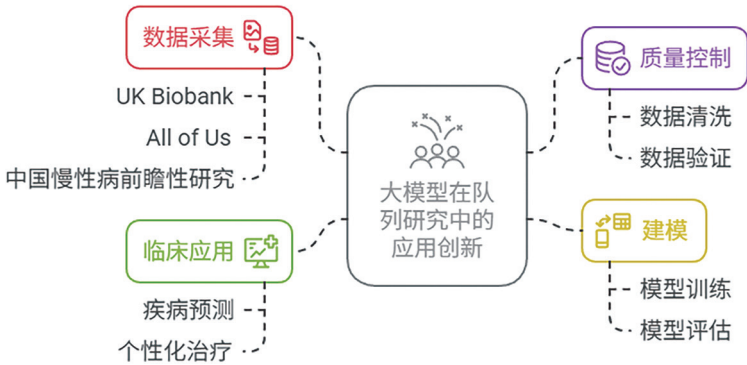 数据采集
UK Biobank
All of Us
中国慢性病前瞻性研究
临床应用
疾病预测
个性化治疗
大模型在队
列研究中的
应用创新
质量控制
数据清洗
数据验证
建模
模型训练
模型评估